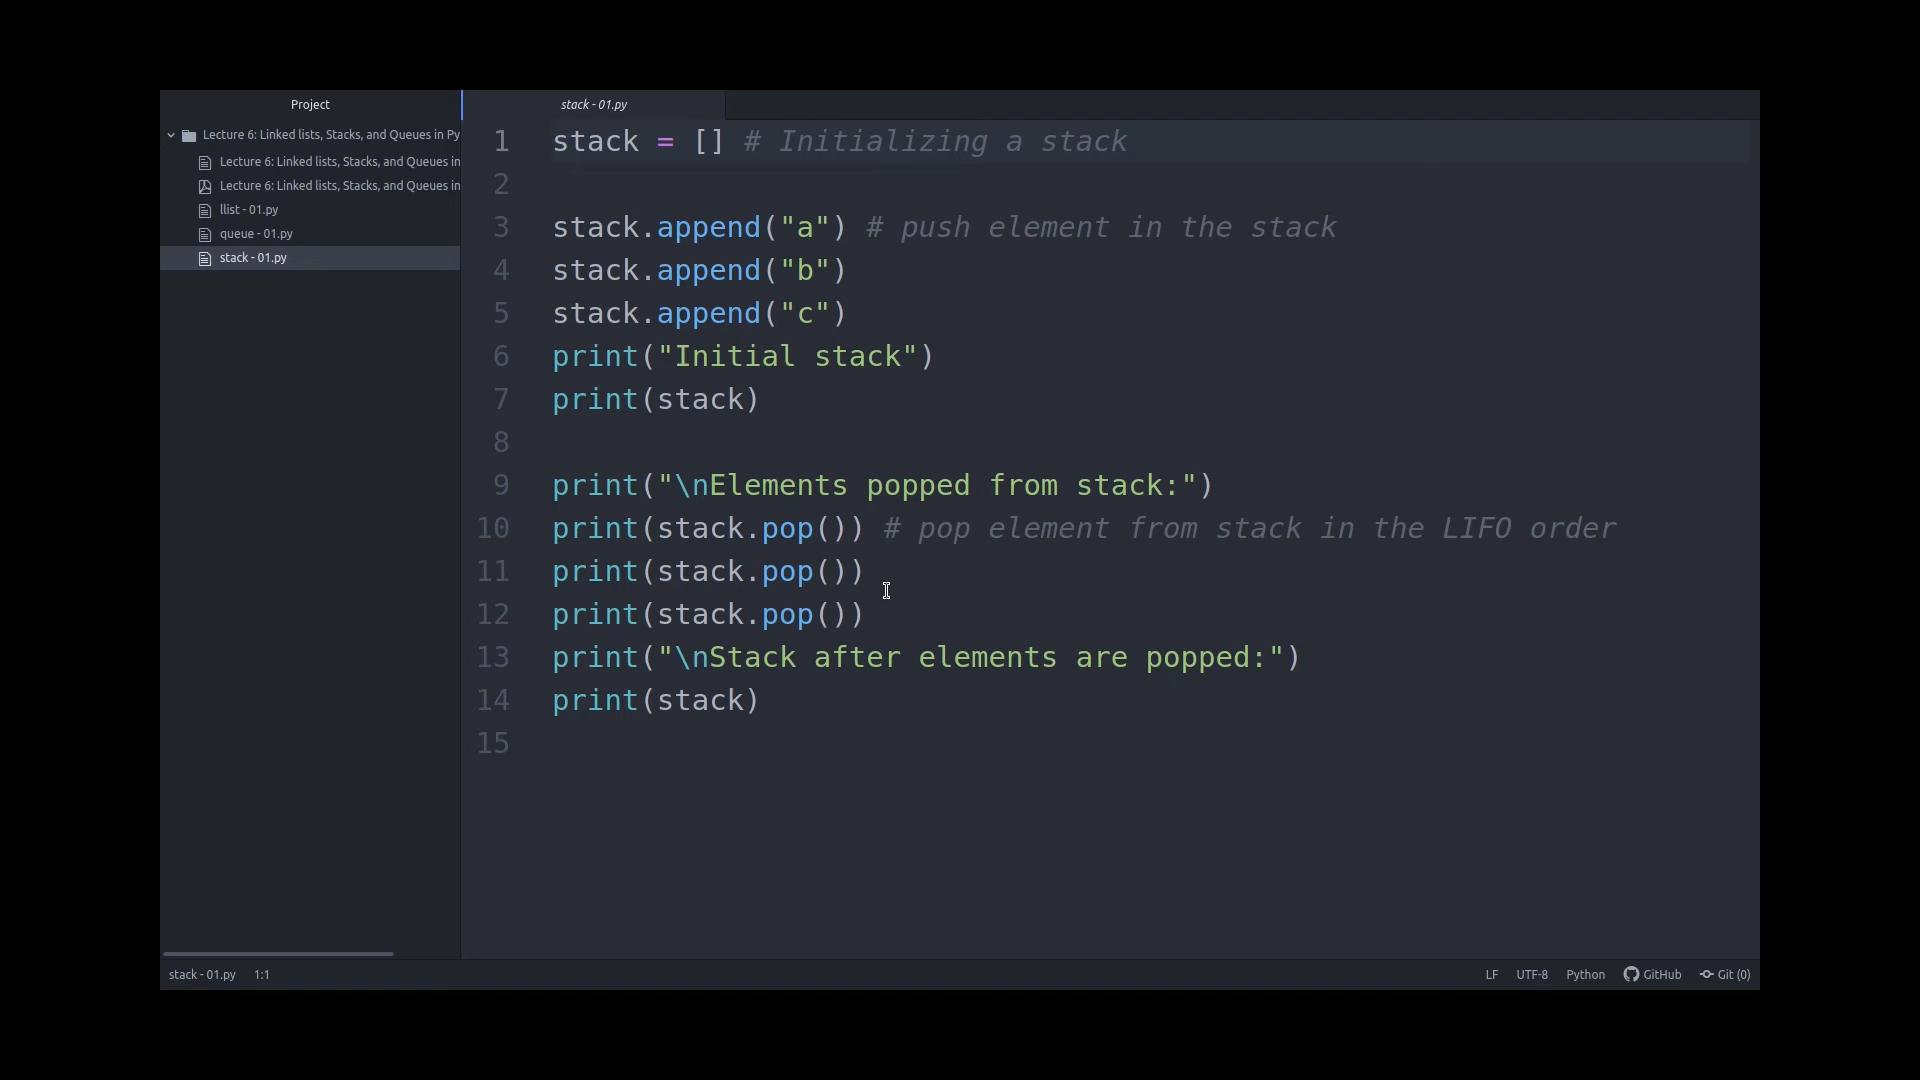 Project
Lecture 6: Linked lists, Stacks, and Queues in Py
Lecture 6: Linked lists, Stacks, and Queues in
Lecture 6: Linked lists, Stacks, and Queues in
llist - 01.py
queue - 01.py
stack - 01.py
stack - 01.py
1 stack = [] # Initializing a stack
2
3 stack.append("a") # push element in the stack
4 stack.append("b")
5 stack.append("c")
6 print("Initial stack")
7 print(stack)
8
9 print("\nElements popped from stack:")
10 print(stack.pop()) # pop element from stack in the LIFO order
11 print(stack.pop())
12 print(stack.pop())
13 print("\nStack after elements are popped:")
14 print(stack)
15
stack - 01.py 1:1 LF UTF-8 Python GitHub Git (0)